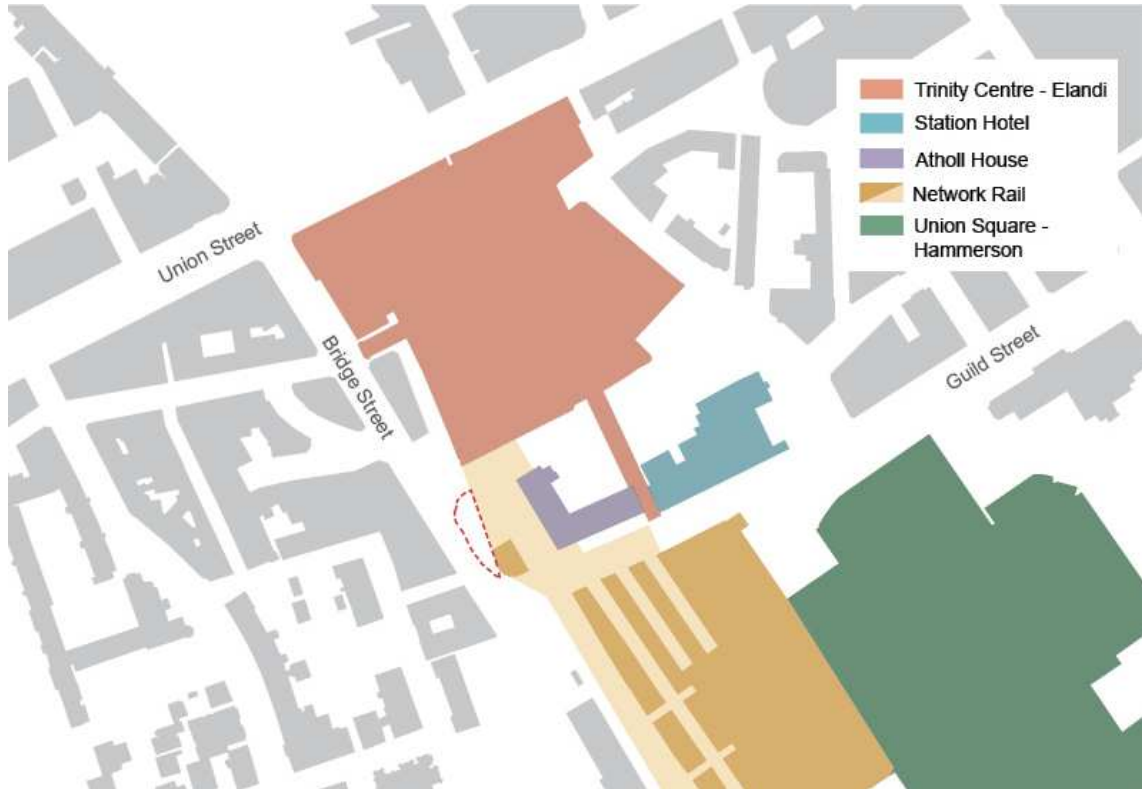 Trinity Centre - Elandi
Station Hotel
Atholl House
Network Rail
Union Square -
Hammerson
Union Street
Bridge Street
Guild Street